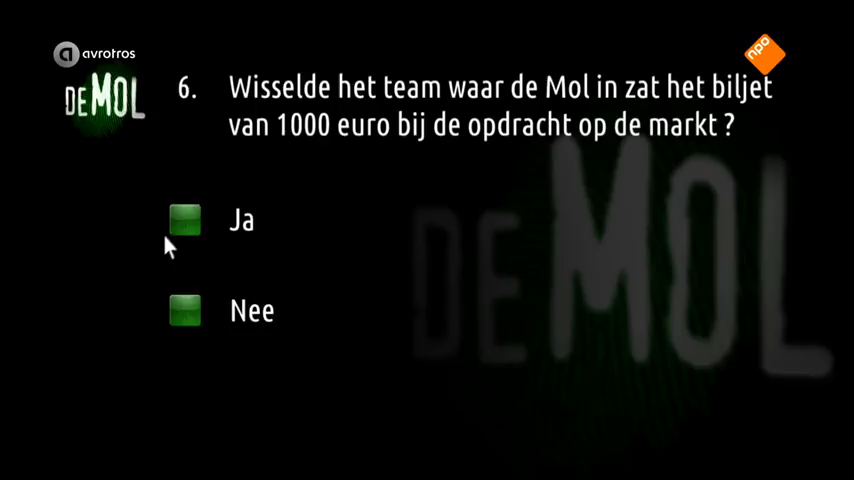 avrotros
npo
DE MOL
6. Wisselde het team waar de Mol in zat het biljet
van 1000 euro bij de opdracht op de markt ?
Ja
Nee
DE MOL